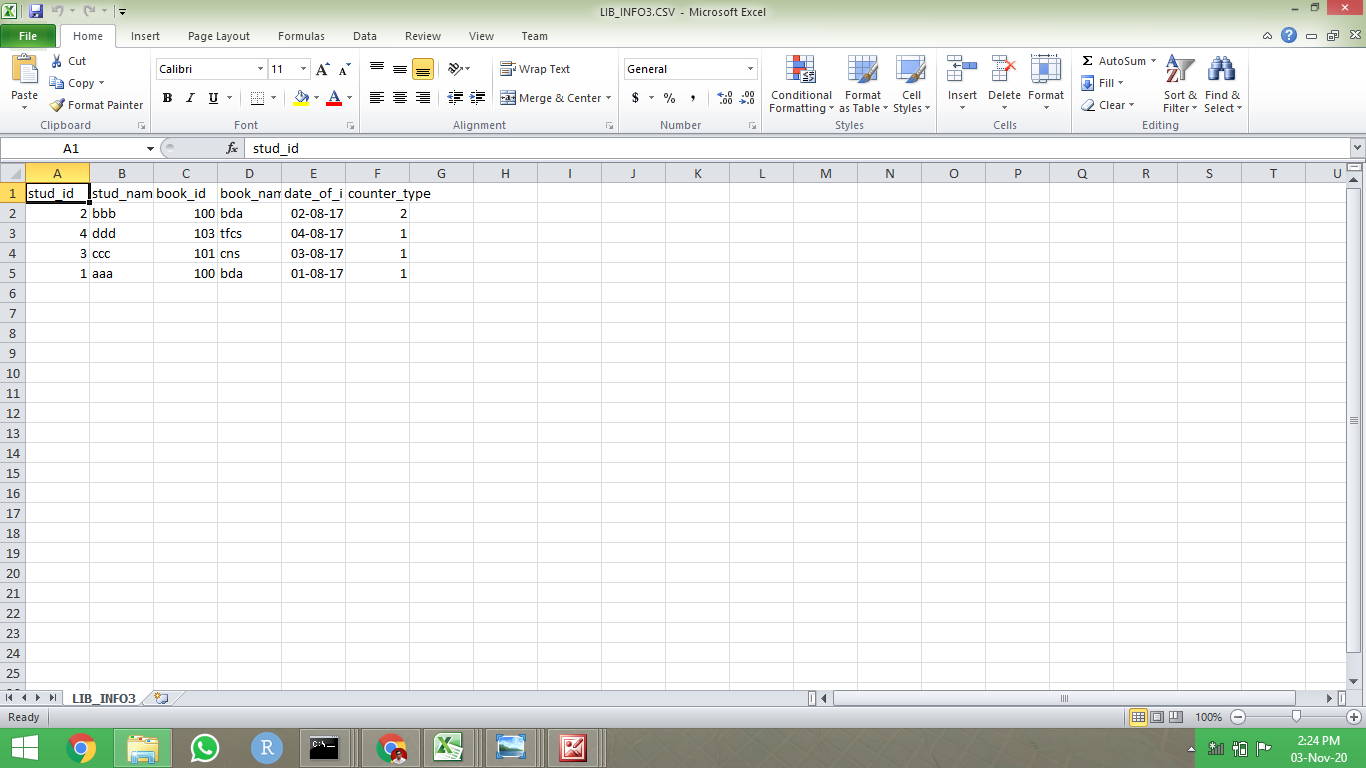 LIB_INFO3.CSV - Microsoft Excel
File Home Insert Page Layout Formulas Data Review View Team
Paste Cut Copy Format Painter Clipboard
Calibri 11 A A B I U A Font
Wrap Text Merge & Center Alignment
General $ % , .0 .00 .00 .0 Number
Conditional Formatting Format as Table Cell Styles Styles
Insert Delete Format Cells
Σ AutoSum Fill Clear Sort & Filter Find & Select Editing
A1 fx stud_id
A B C D E F G H I J K L M N O P Q R S T U
1 stud_id stud_nam book_id book_nam date_of_i counter_type
2 2 bbb 100 bda 02-08-17 2
3 4 ddd 103 tfcs 04-08-17 1
4 3 ccc 101 cns 03-08-17 1
5 1 aaa 100 bda 01-08-17 1
6
7
8
9
10
11
12
13
14
15
16
17
18
19
20
21
22
23
24
25
LIB_INFO3
Ready 100%
R C:\
2:24 PM
03-Nov-20